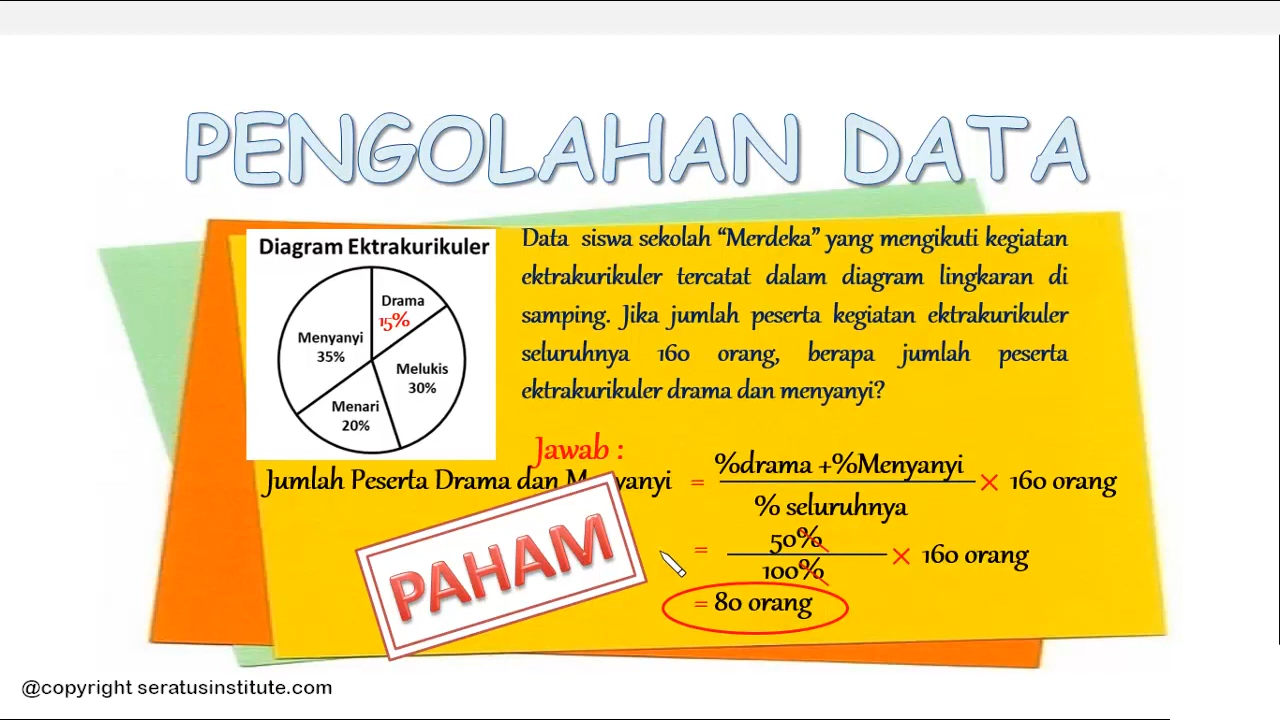 PENGOLAHAN DATA
Diagram Ektrakurikuler
Drama
15%
Menyanyi
35%
Melukis
30%
Menari
20%
Data siswa sekolah “Merdeka” yang mengikuti kegiatan
ektrakurikuler tercatat dalam diagram lingkaran di
samping. Jika jumlah peserta kegiatan ektrakurikuler
seluruhnya 160 orang, berapa jumlah peserta
ektrakurikuler drama dan menyanyi?
Jawab :
Jumlah Peserta Drama dan Menyanyi = %drama +%Menyanyi × 160 orang
% seluruhnya
= 50% × 160 orang
100%
= 80 orang
PAHAM
@copyright seratusinstitute.com